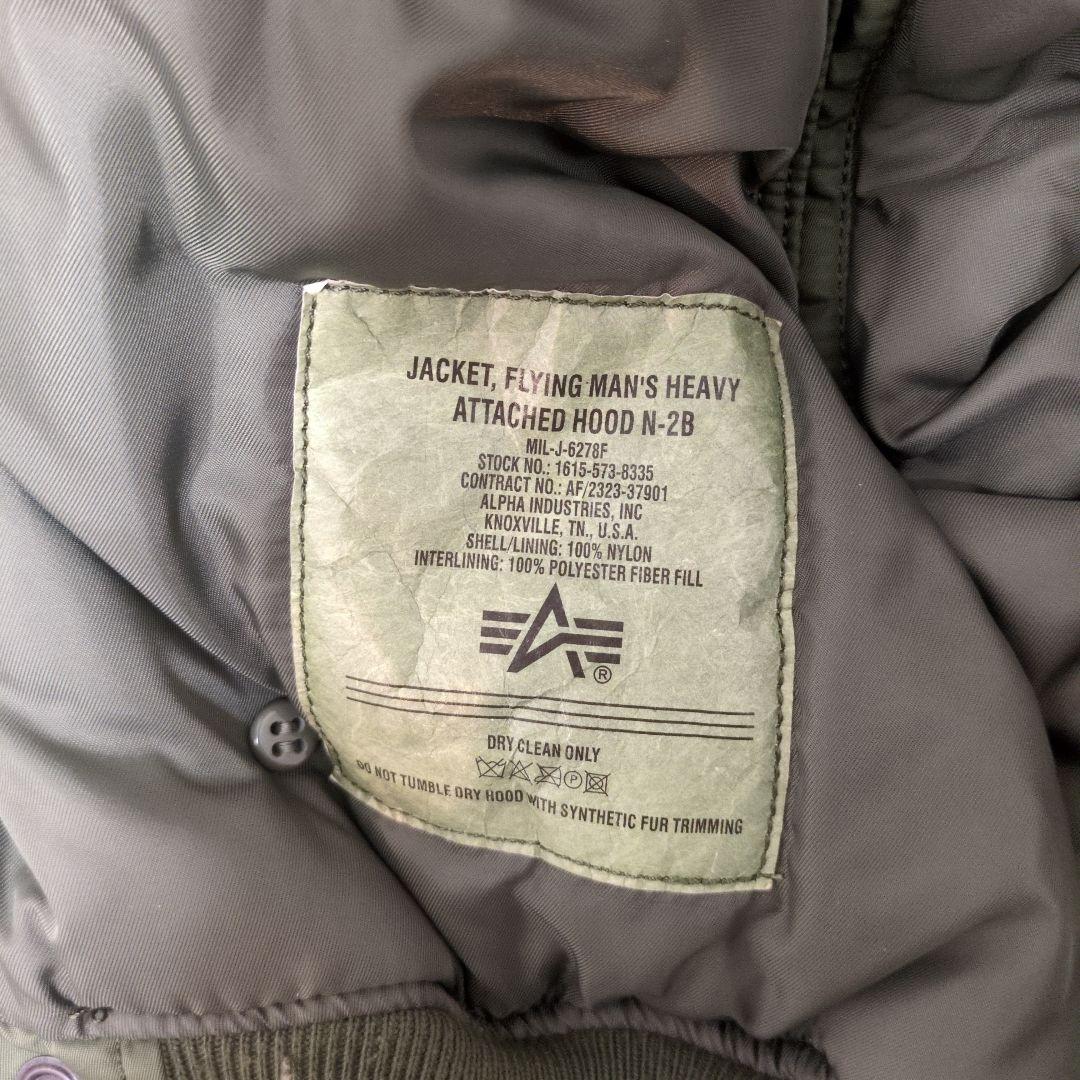 JACKET, FLYING MAN'S HEAVY
ATTACHED HOOD N-2B
MIL-J-6278F
STOCK NO.: 1615-573-8335
CONTRACT NO.: AF/2323-37901
ALPHA INDUSTRIES, INC
KNOXVILLE, TN., U.S.A.
SHELL/LINING: 100% NYLON
INTERLINING: 100% POLYESTER FIBER FILL
®
DRY CLEAN ONLY
P
DO NOT TUMBLE DRY HOOD WITH SYNTHETIC FUR TRIMMING